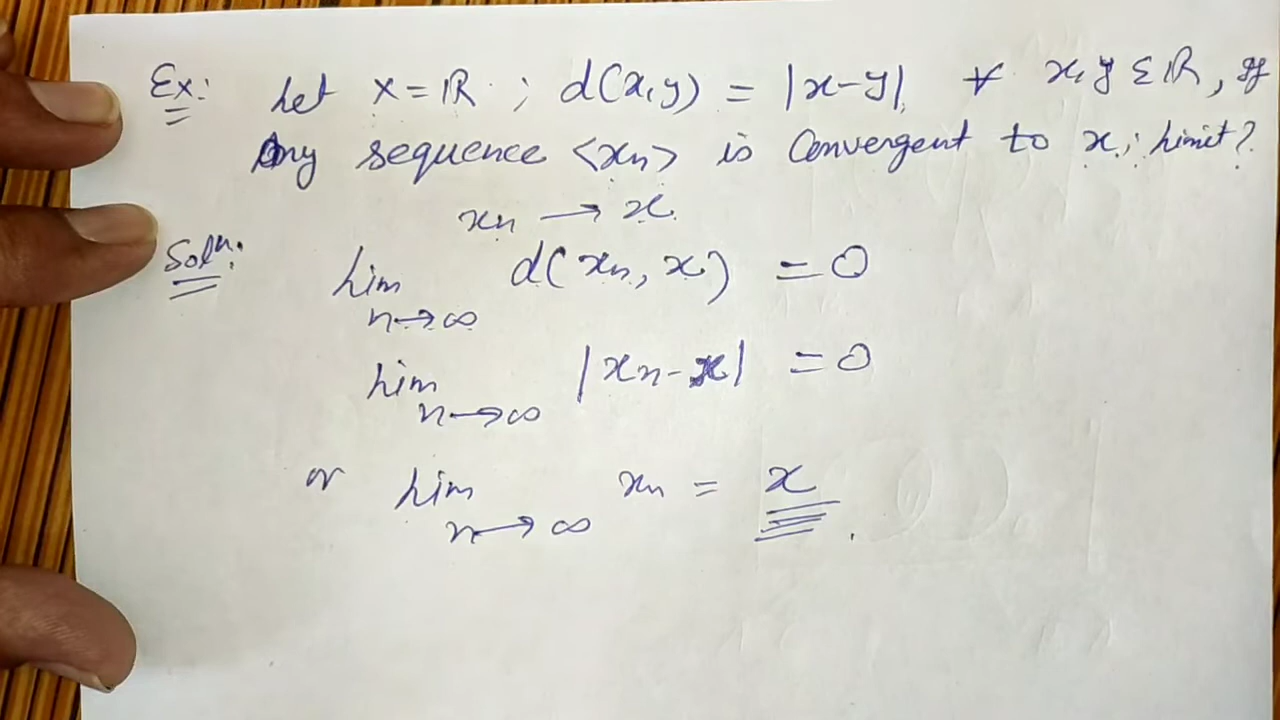 Ex: Let X = ℝ ; d(x,y) = |x-y|, ∀ x,y ∈ ℝ, if
Any sequence <xn> is Convergent to x; Limit?
xn → x
Solⁿ: Lim n→∞ d(xn, x) = 0
Lim n→∞ |xn-x| = 0
or Lim n→∞ xn = x.